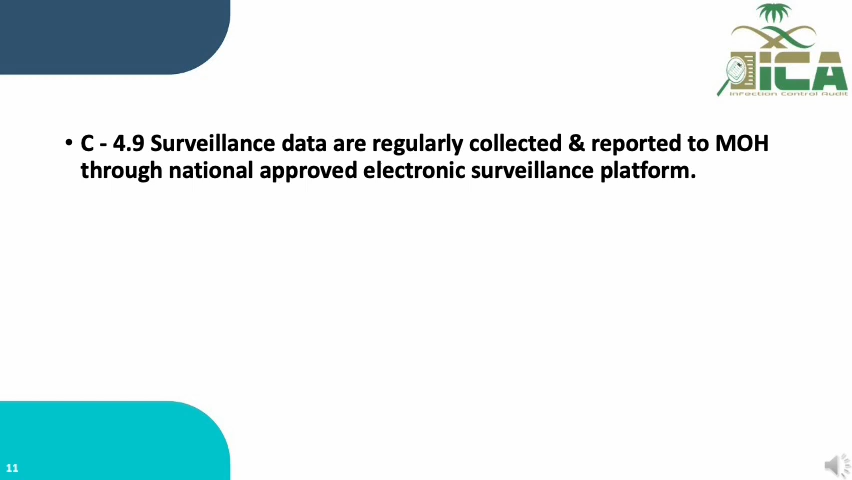 iCA
Infection Control Audit
• C - 4.9 Surveillance data are regularly collected & reported to MOH
through national approved electronic surveillance platform.
11